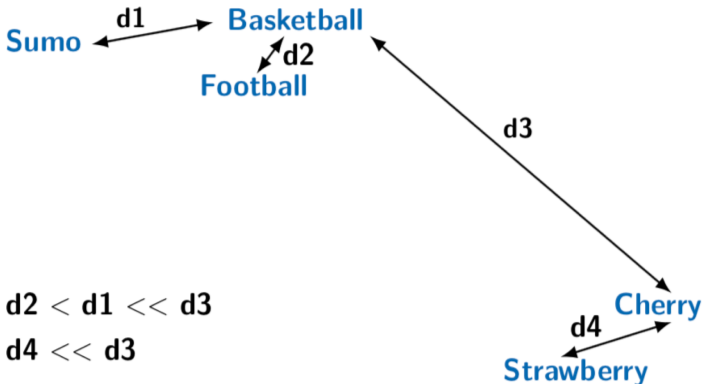 d1
Basketball
Sumo
d2
Football
d3
d2 < d1 << d3
Cherry
d4
d4 << d3
Strawberry